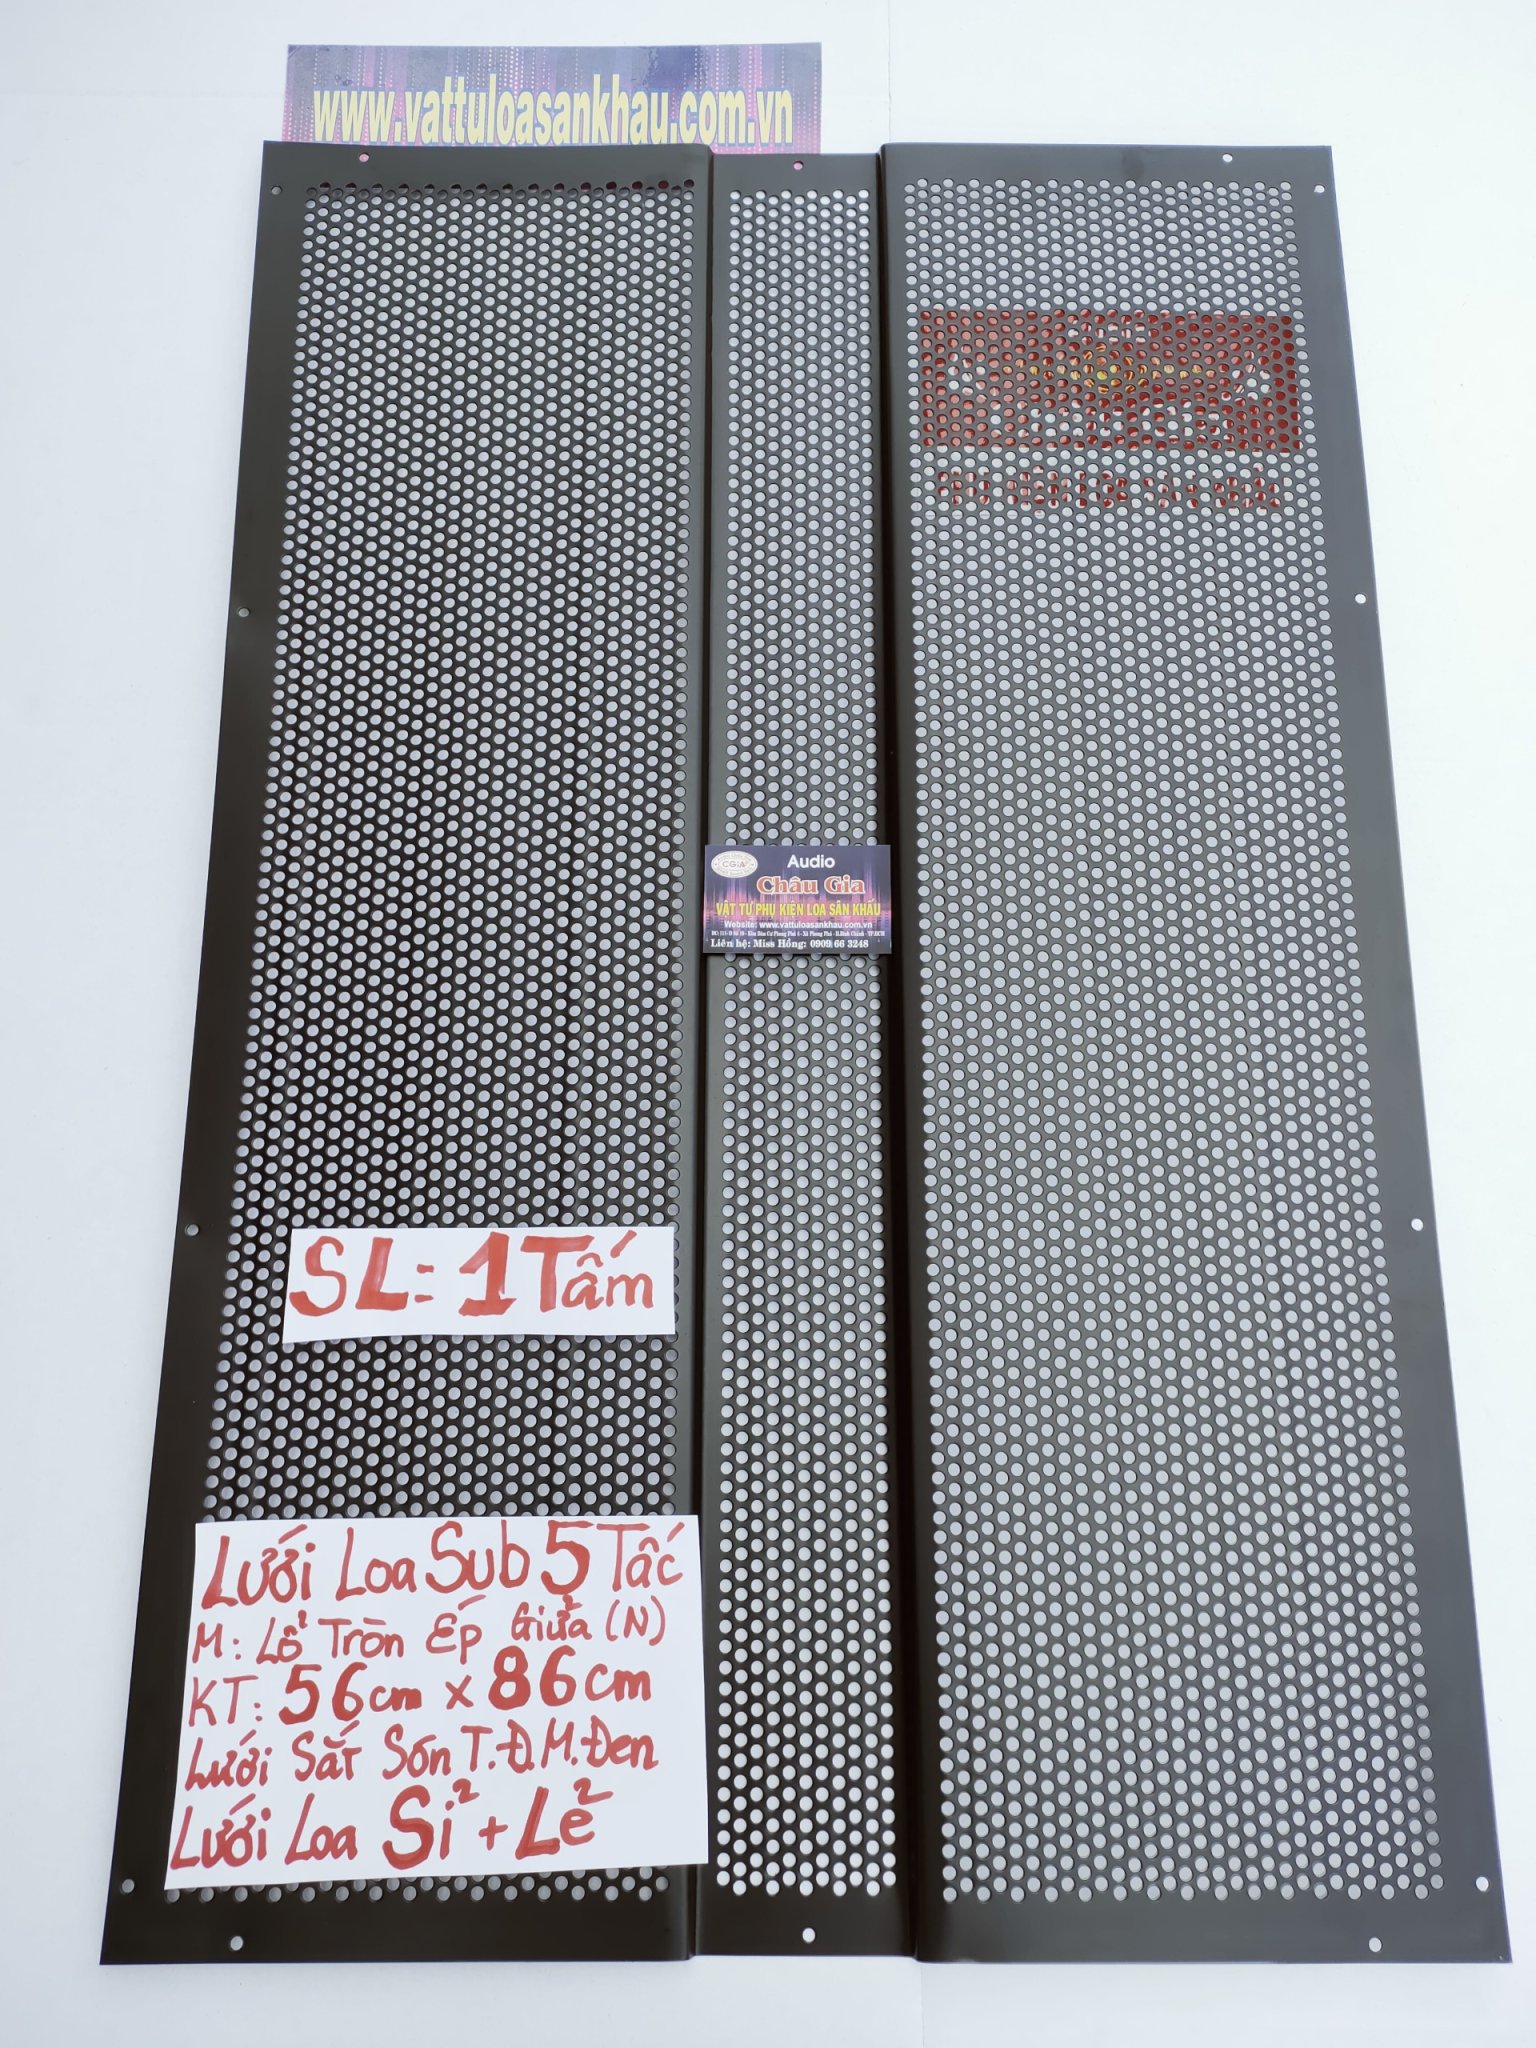 www.vattuloasankhau.com.vn
CGIA
Audio
Châu Gia
VẬT TƯ PHỤ KIỆN LOA SÂN KHẤU
Website: www.vattuloasankhau.com.vn
Liên hệ: Miss Hồng: 0909 66 3248
SL: 1 Tấm
Lưới Loa Sub 5 Tấc
M: Lỗ Tròn Ép Giữa (N)
KT: 56cm x 86cm
Lưới Sắt Sơn T.Đ.M.Đen
Lưới Loa Sỉ + Lẻ